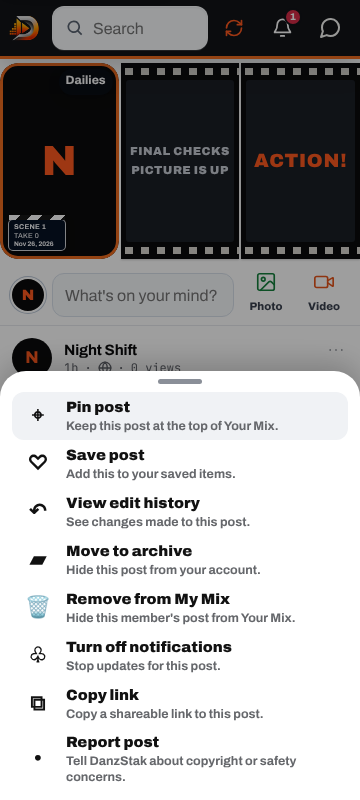 Search
1
Dailies
N
SCENE 1
TAKE 0
Nov 26, 2026
FINAL CHECKS
PICTURE IS UP
ACTION!
N
What's on your mind?
Photo
Video
N
Night Shift
1h · 0 views
Pin post
Keep this post at the top of Your Mix.
Save post
Add this to your saved items.
View edit history
See changes made to this post.
Move to archive
Hide this post from your account.
Remove from My Mix
Hide this member's post from Your Mix.
Turn off notifications
Stop updates for this post.
Copy link
Copy a shareable link to this post.
Report post
Tell DanzStak about copyright or safety
concerns.